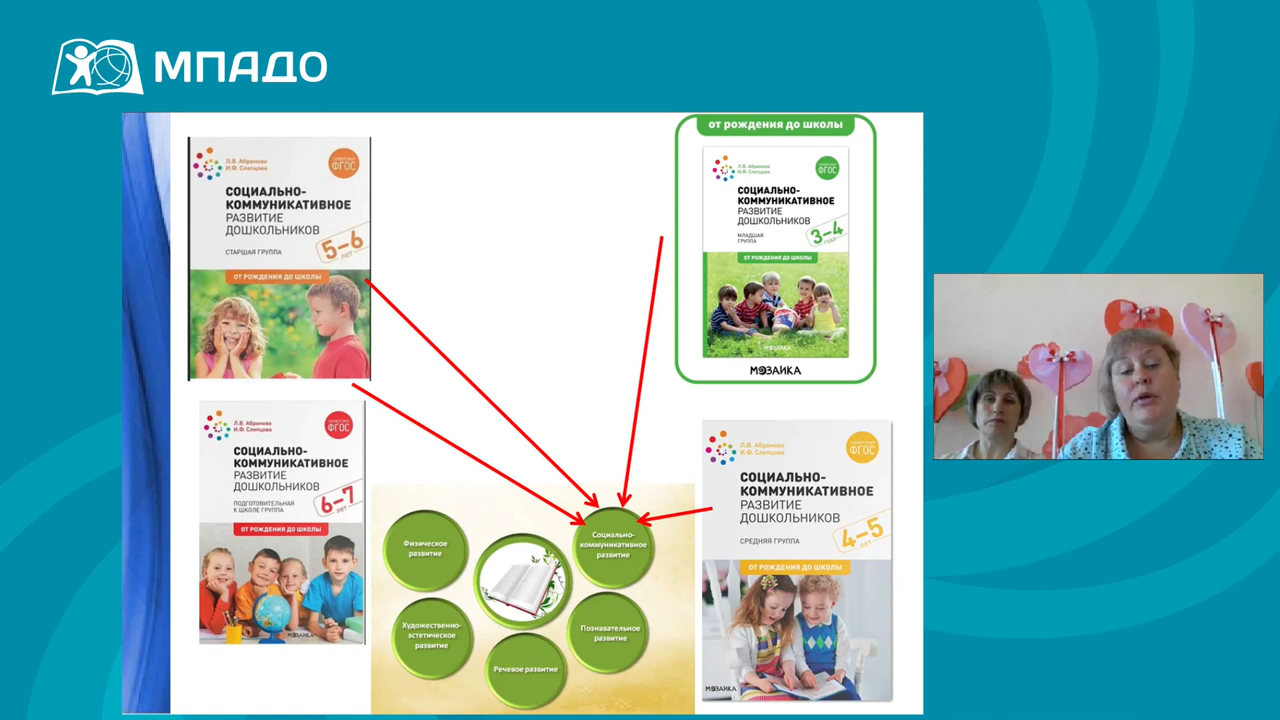 МПАДО
Л.В. Абрамова
И.Ф. Слепцова
ФГОС
СОЦИАЛЬНО-
КОММУНИКАТИВНОЕ
РАЗВИТИЕ
ДОШКОЛЬНИКОВ
СТАРШАЯ ГРУППА
5–6
ЛЕТ
ОТ РОЖДЕНИЯ ДО ШКОЛЫ
от рождения до школы
Л.В. Абрамова
И.Ф. Слепцова
ФГОС
СОЦИАЛЬНО-
КОММУНИКАТИВНОЕ
РАЗВИТИЕ
ДОШКОЛЬНИКОВ
МЛАДШАЯ
ГРУППА
3–4
ГОДА
ОТ РОЖДЕНИЯ ДО ШКОЛЫ
МОЗАИКА
МОЗАИКА
Л.В. Абрамова
И.Ф. Слепцова
ФГОС
СОЦИАЛЬНО-
КОММУНИКАТИВНОЕ
РАЗВИТИЕ
ДОШКОЛЬНИКОВ
ПОДГОТОВИТЕЛЬНАЯ
К ШКОЛЕ ГРУППА
6–7
ЛЕТ
ОТ РОЖДЕНИЯ ДО ШКОЛЫ
МОЗАИКА
Физическое
развитие
Социально-
коммуникативное
развитие
Художественно-
эстетическое
развитие
Познавательное
развитие
Речевое развитие
Л.В. Абрамова
И.Ф. Слепцова
ФГОС
СОЦИАЛЬНО-
КОММУНИКАТИВНОЕ
РАЗВИТИЕ
ДОШКОЛЬНИКОВ
СРЕДНЯЯ ГРУППА
4–5
ЛЕТ
ОТ РОЖДЕНИЯ ДО ШКОЛЫ
МОЗАИКА